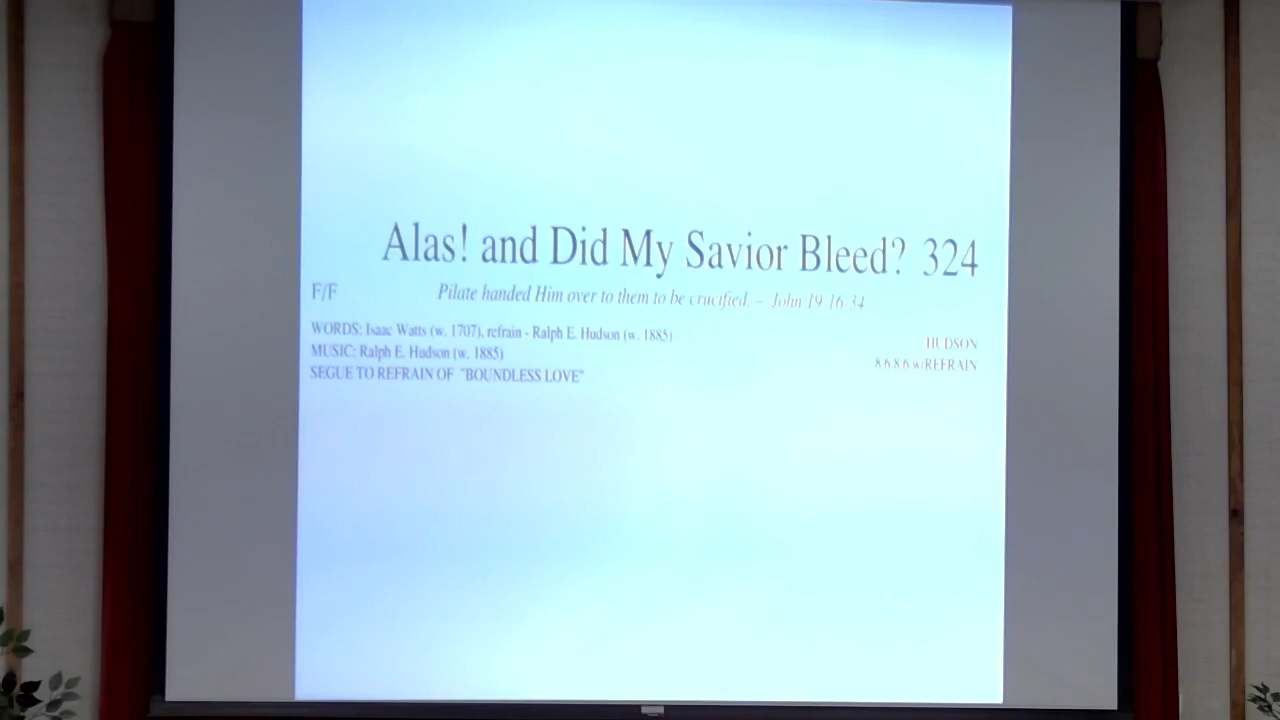 Alas! and Did My Savior Bleed? 324
F/F
Pilate handed Him over to them to be crucified. – John 19:16-34
WORDS: Isaac Watts (w. 1707), refrain - Ralph E. Hudson (w. 1885)
HUDSON
MUSIC: Ralph E. Hudson (w. 1885)
8 6 8 6 w/REFRAIN
SEGUE TO REFRAIN OF "BOUNDLESS LOVE"